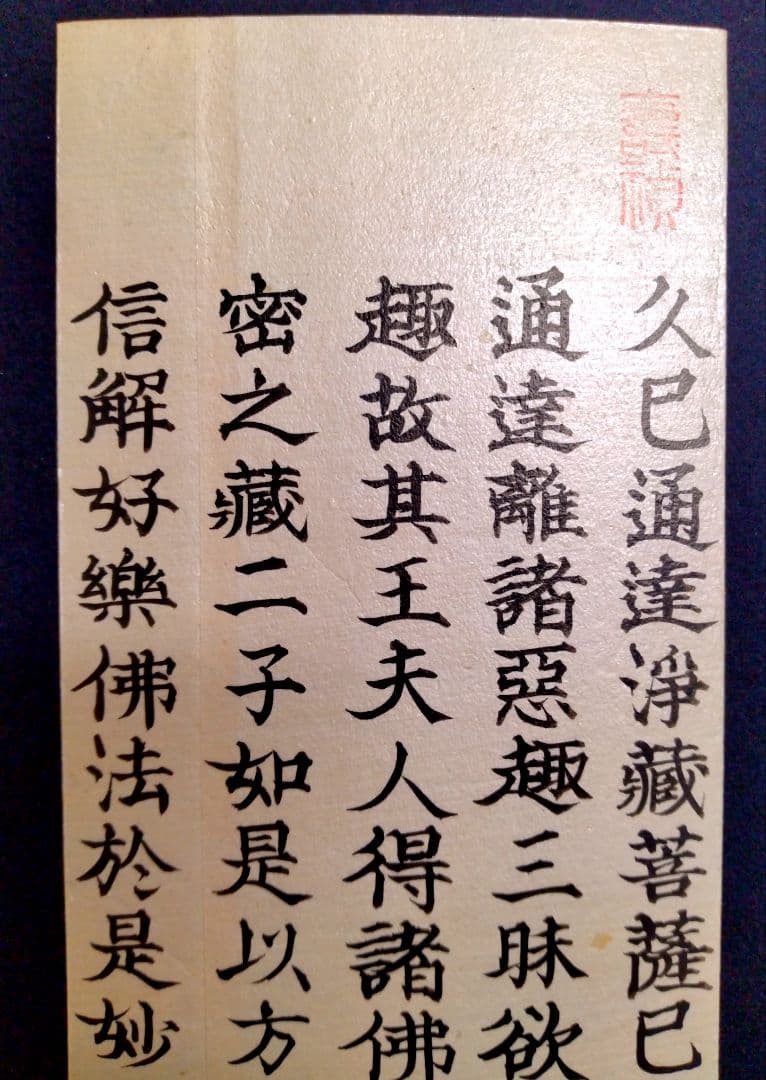 久已通達淨藏菩薩已
通達離諸惡趣三昧欲
趣故其王夫人得諸佛
密之藏二子如是以方
信解好樂佛法於是妙